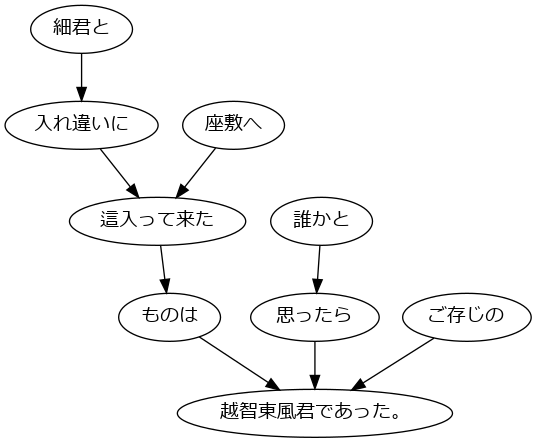 細君と
入れ違いに
座敷へ
這入って来た
誰かと
ものは
思ったら
ご存じの
越智東風君であった。